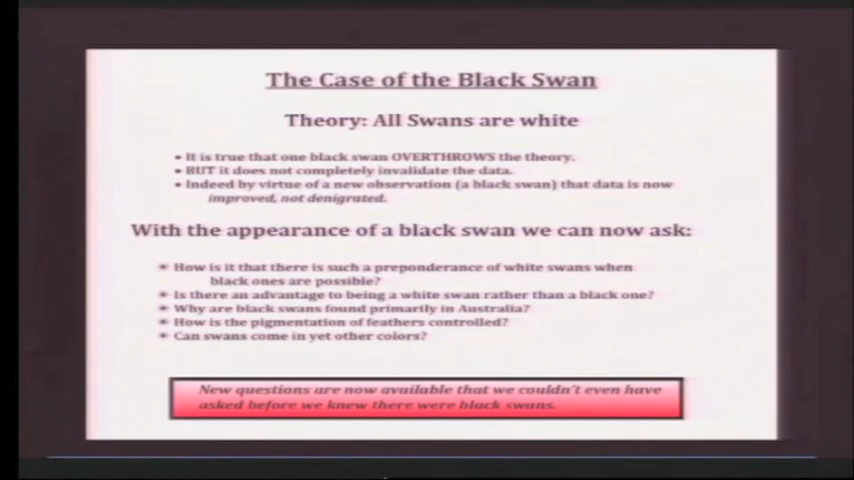 The Case of the Black Swan
Theory: All Swans are white
• It is true that one black swan OVERTHROWS the theory.
• BUT it does not completely invalidate the data.
• Indeed by virtue of a new observation (a black swan) that data is now
improved, not denigrated.
With the appearance of a black swan we can now ask:
* How is it that there is such a preponderance of white swans when
black ones are possible?
* Is there an advantage to being a white swan rather than a black one?
* Why are black swans found primarily in Australia?
* How is the pigmentation of feathers controlled?
* Can swans come in yet other colors?
New questions are now available that we couldn't even have
asked before we knew there were black swans.